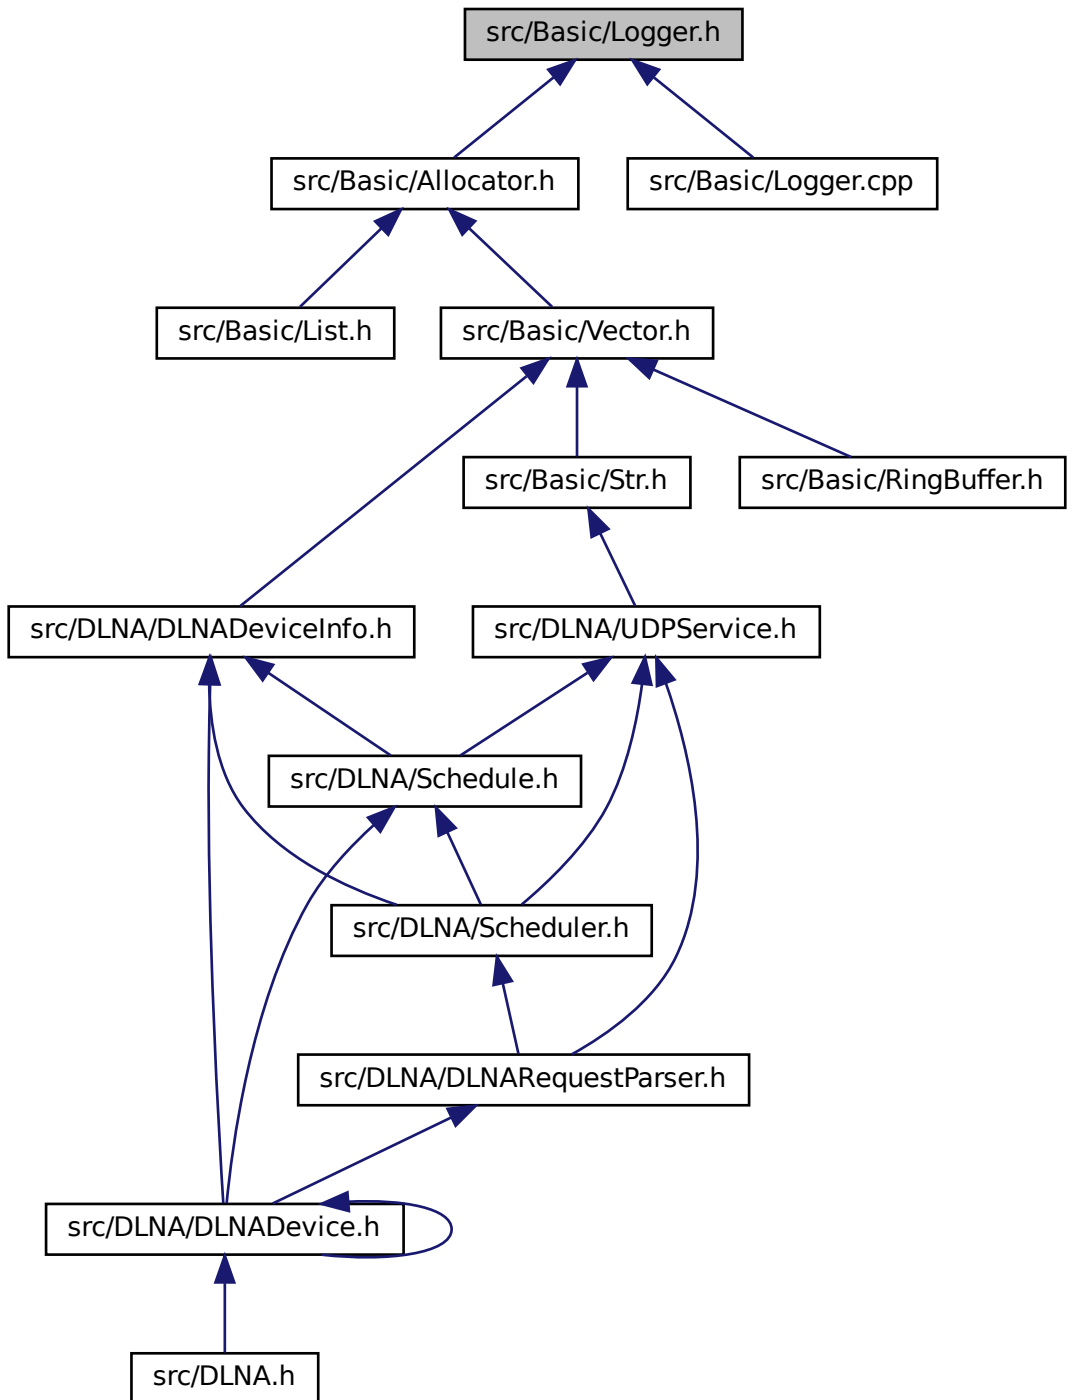 src/Basic/Logger.h
src/Basic/Allocator.h
src/Basic/Logger.cpp
src/Basic/List.h
src/Basic/Vector.h
src/Basic/Str.h
src/Basic/RingBuffer.h
src/DLNA/DLNADeviceInfo.h
src/DLNA/UDPService.h
src/DLNA/Schedule.h
src/DLNA/Scheduler.h
src/DLNA/DLNARequestParser.h
src/DLNA/DLNADevice.h
src/DLNA.h